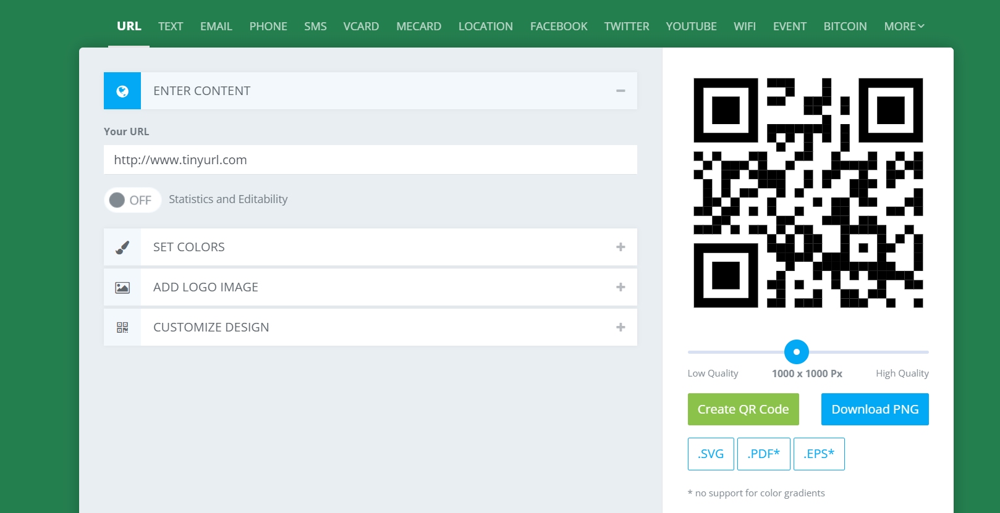 URL TEXT EMAIL PHONE SMS VCARD MECARD LOCATION FACEBOOK TWITTER YOUTUBE WIFI EVENT BITCOIN MORE
ENTER CONTENT
Your URL
http://www.tinyurl.com
OFF Statistics and Editability
SET COLORS
ADD LOGO IMAGE
CUSTOMIZE DESIGN
Low Quality 1000 x 1000 Px High Quality
Create QR Code Download PNG
.SVG .PDF* .EPS*
* no support for color gradients